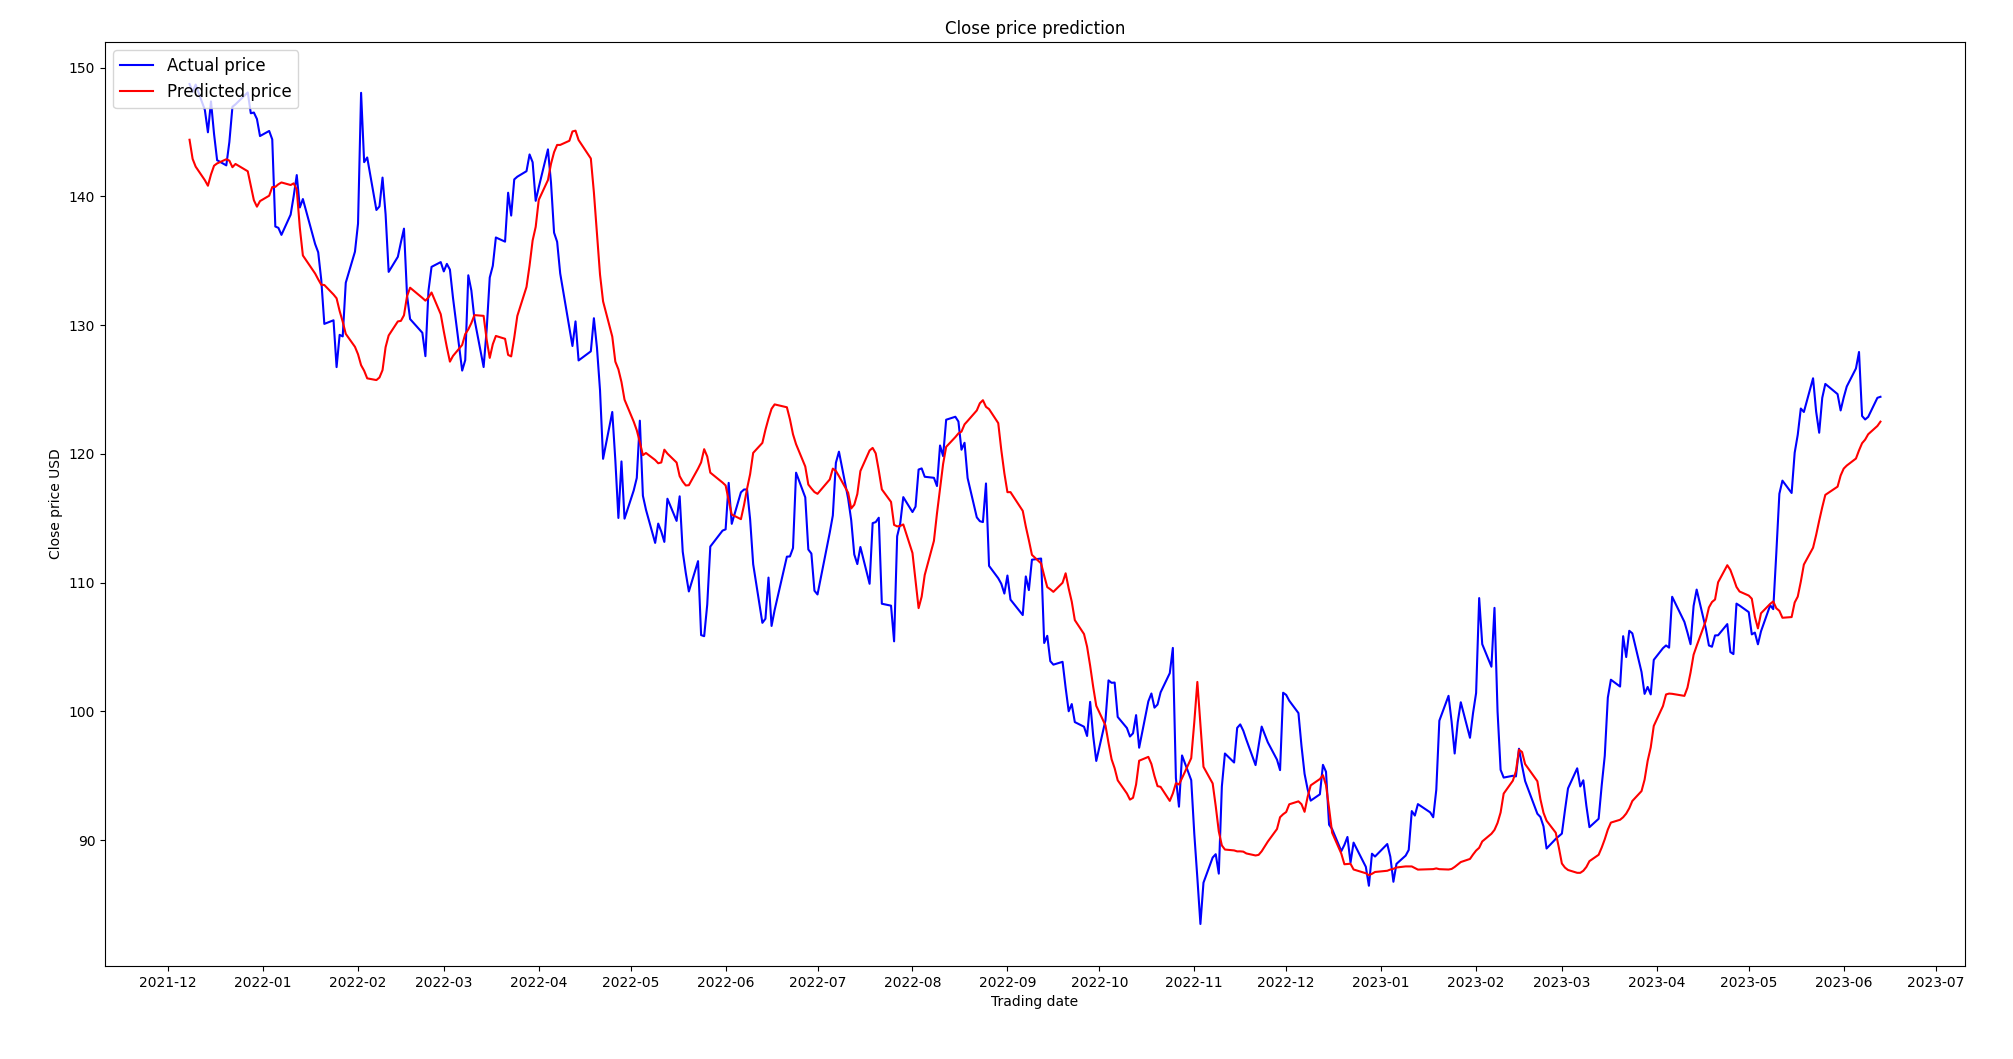 Close price prediction
Actual price
Predicted price
150
140
130
120
110
100
90
Close price USD
2021-12 2022-01 2022-02 2022-03 2022-04 2022-05 2022-06 2022-07 2022-08 2022-09 2022-10 2022-11 2022-12 2023-01 2023-02 2023-03 2023-04 2023-05 2023-06 2023-07
Trading date